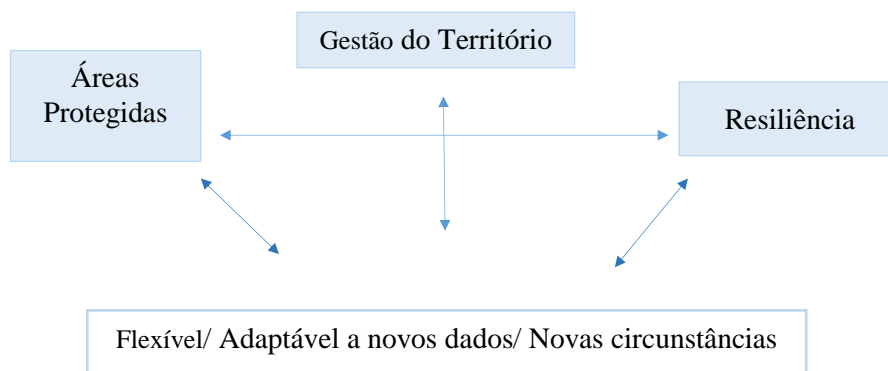 Gestão do Território
Áreas
Protegidas
Resiliência
Flexível/ Adaptável a novos dados/ Novas circunstâncias